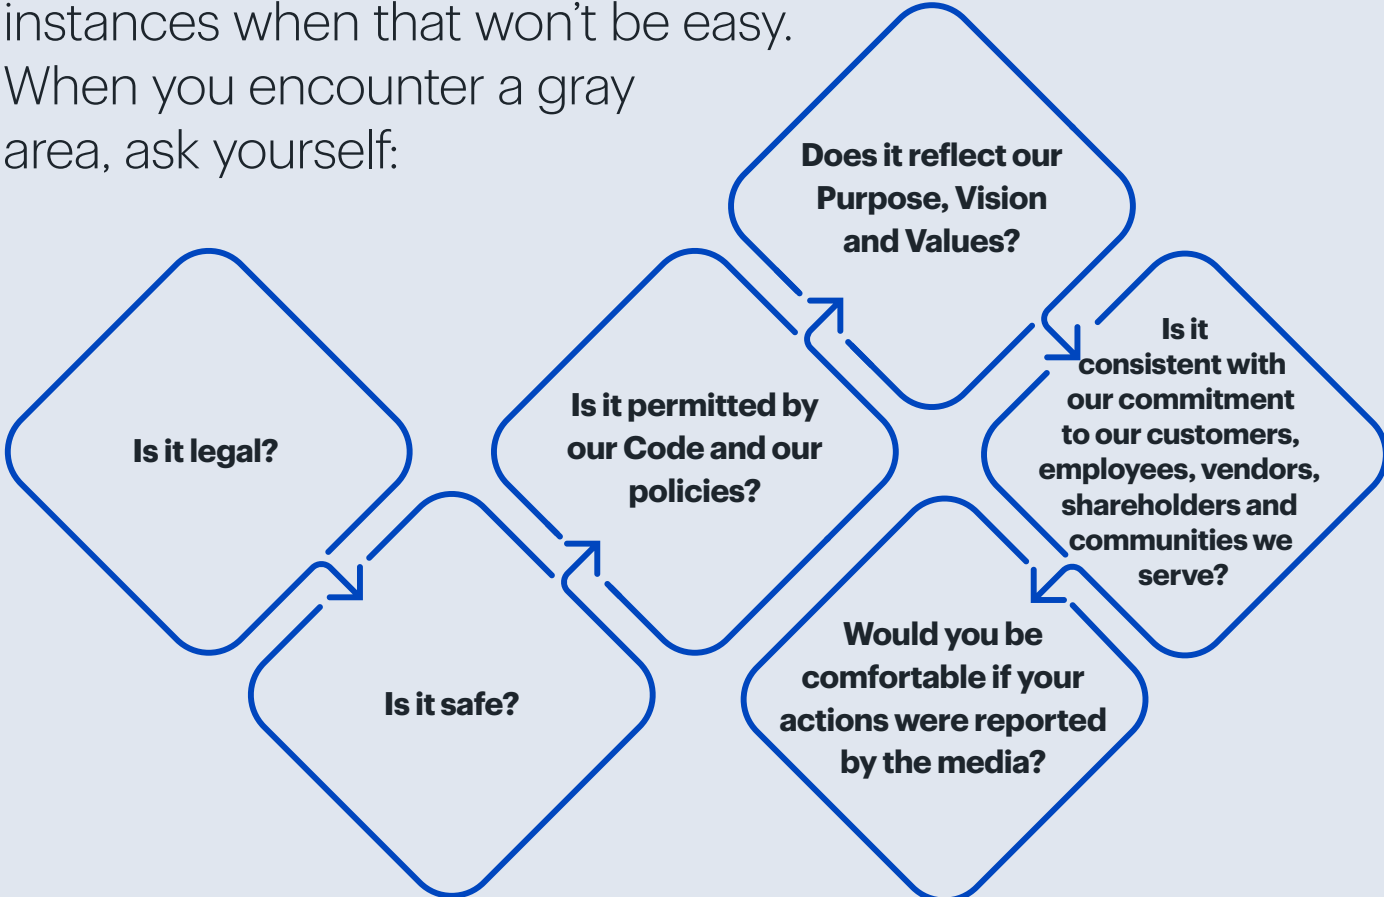 instances when that won’t be easy.
When you encounter a gray
area, ask yourself:
Is it legal?
Is it safe?
Is it permitted by
our Code and our
policies?
Does it reflect our
Purpose, Vision
and Values?
Is it
consistent with
our commitment
to our customers,
employees, vendors,
shareholders and
communities we
serve?
Would you be
comfortable if your
actions were reported
by the media?